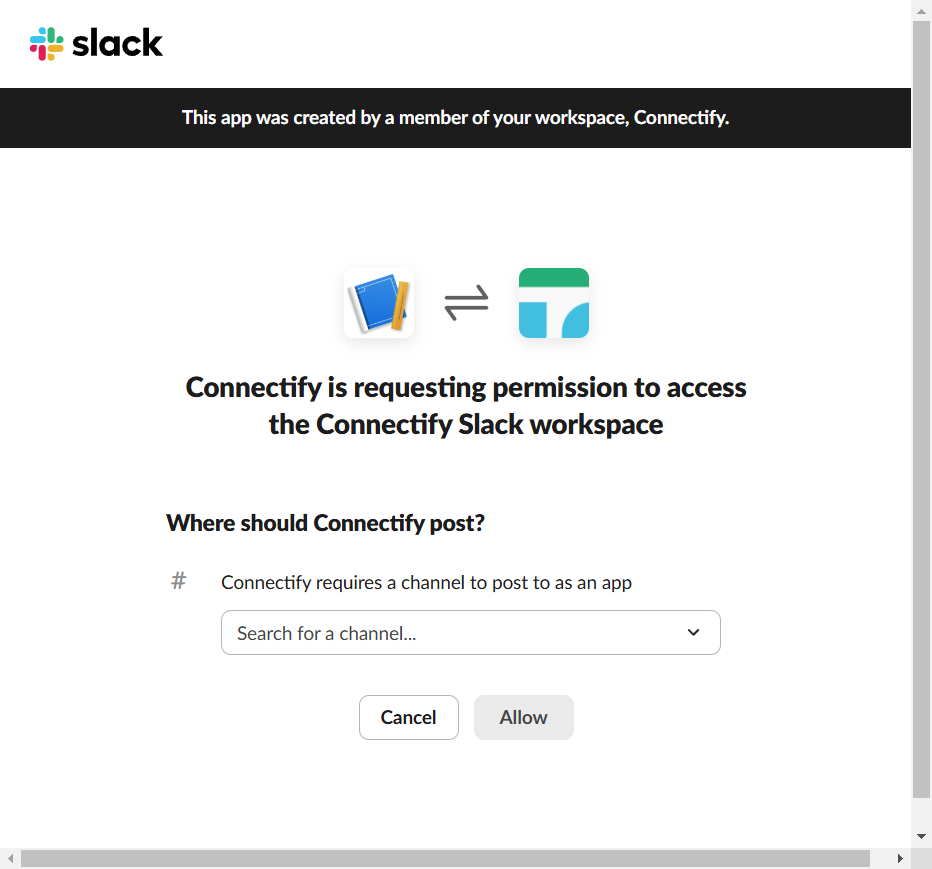 slack
This app was created by a member of your workspace, Connectify.
Connectify is requesting permission to access
the Connectify Slack workspace
Where should Connectify post?
# Connectify requires a channel to post to as an app
Search for a channel...
Cancel Allow